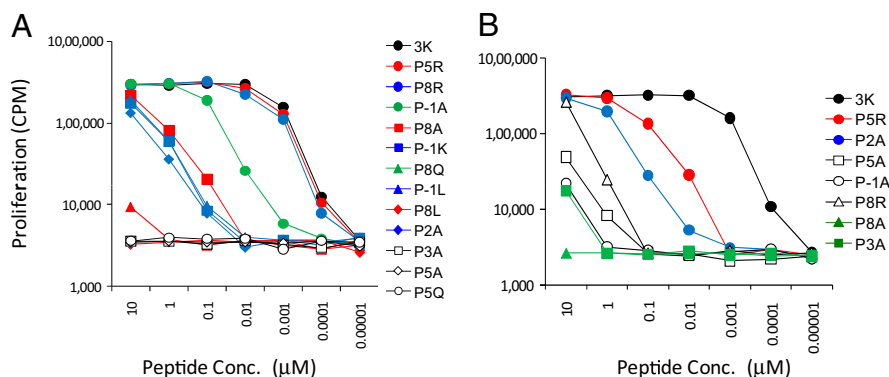 A
10,00,000
1,00,000
10,000
1,000
Proliferation (CPM)
10
1
0.1
0.01
0.001
0.0001
0.00001
Peptide Conc. (μM)
3K
P5R
P8R
P-1A
P8A
P-1K
P8Q
P-1L
P8L
P2A
P3A
P5A
P5Q
B
10,00,000
1,00,000
10,000
1,000
Proliferation (CPM)
10
1
0.1
0.01
0.001
0.0001
0.00001
Peptide Conc. (μM)
3K
P5R
P2A
P5A
P-1A
P8R
P8A
P3A